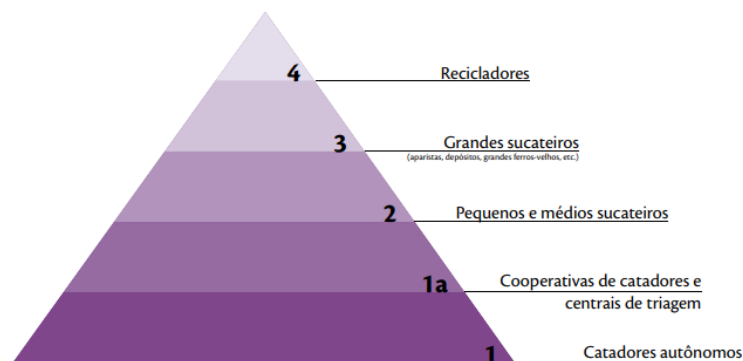 4
Recicladores
3
Grandes sucateiros
(aparistas, depósitos, grandes ferros-velhos, etc.)
2
Pequenos e médios sucateiros
1a
Cooperativas de catadores e
centrais de triagem
1
Catadores autônomos